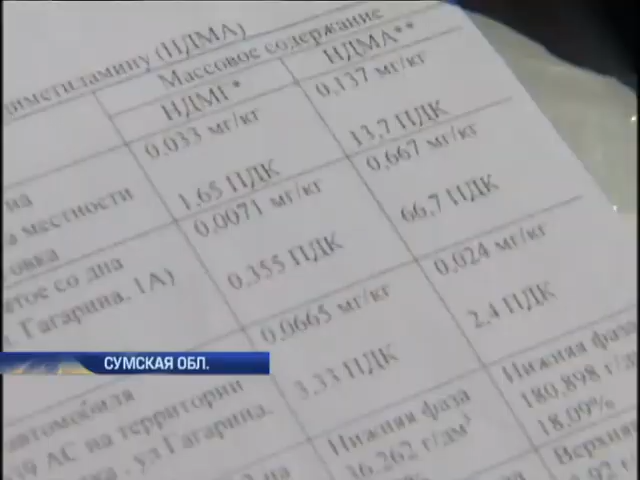 диметиламину (НДМА)
Массовое содержание
НДМГ*
НДМА**
0,033 мг/кг
1,65 ПДК
0,137 мг/кг
13,7 ПДК
на местности
0,0071 мг/кг
0,355 ПДК
0,667 мг/кг
66,7 ПДК
со дна
Гагарина, 1А)
0,0665 мг/кг
3,33 ПДК
0,024 мг/кг
2,4 ПДК
СУМСКАЯ ОБЛ.
автомобиля
АС на территории
ул Гагарина,
Нижняя фаза
36,262 г/дм³
Нижняя фаза
180,898 г/д
18,09%